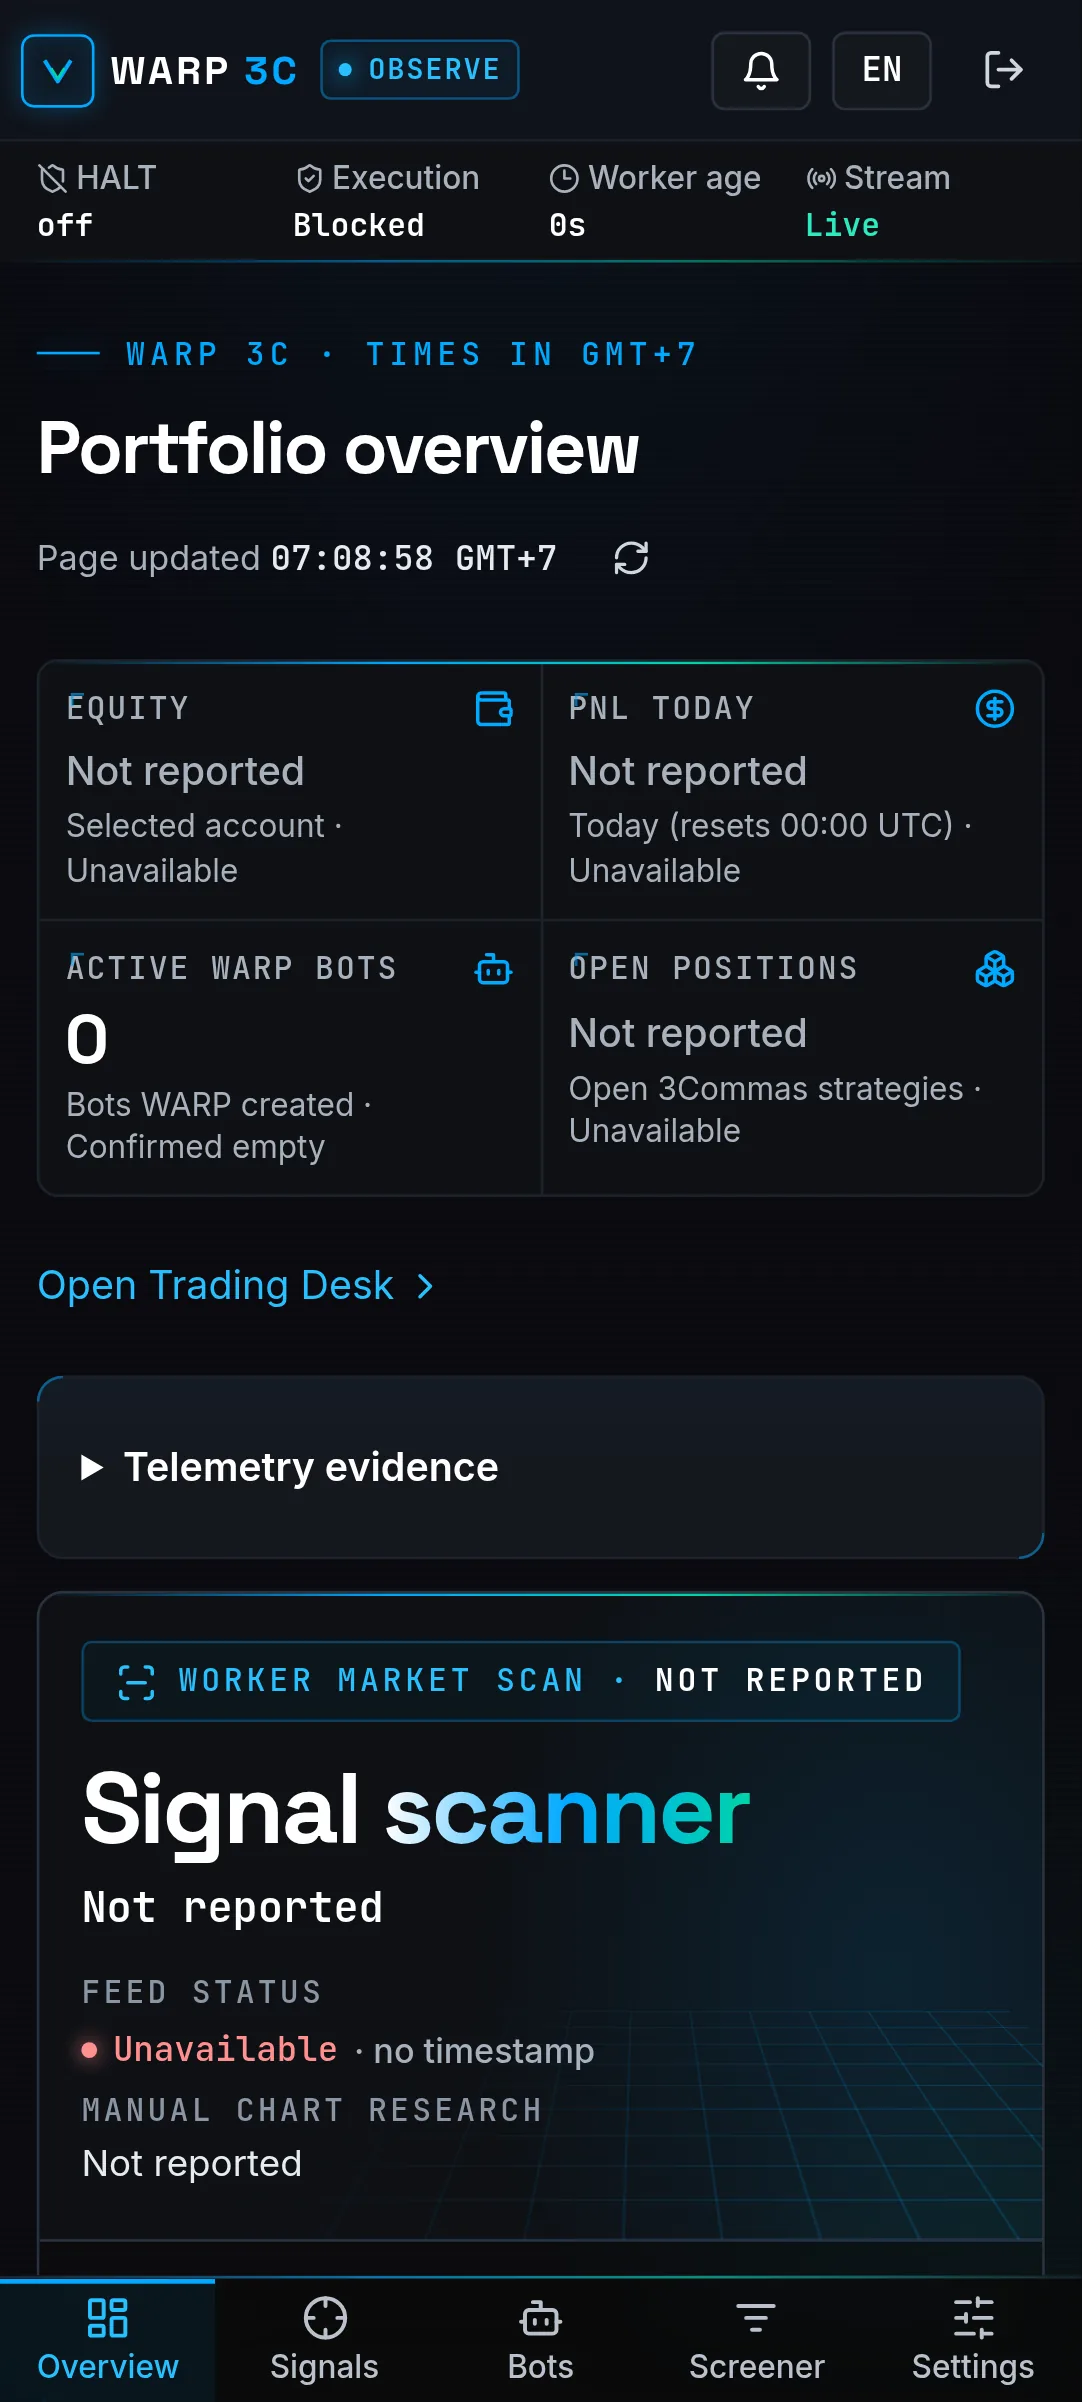 WARP 3C OBSERVE EN
HALT Execution Worker age Stream
off Blocked 0s Live
WARP 3C · TIMES IN GMT+7
Portfolio overview
Page updated 07:08:58 GMT+7
EQUITY
Not reported
Selected account ·
Unavailable
PNL TODAY
Not reported
Today (resets 00:00 UTC) ·
Unavailable
ACTIVE WARP BOTS
0
Bots WARP created ·
Confirmed empty
OPEN POSITIONS
Not reported
Open 3Commas strategies ·
Unavailable
Open Trading Desk
Telemetry evidence
WORKER MARKET SCAN · NOT REPORTED
Signal scanner
Not reported
FEED STATUS
Unavailable · no timestamp
MANUAL CHART RESEARCH
Not reported
Overview Signals Bots Screener Settings